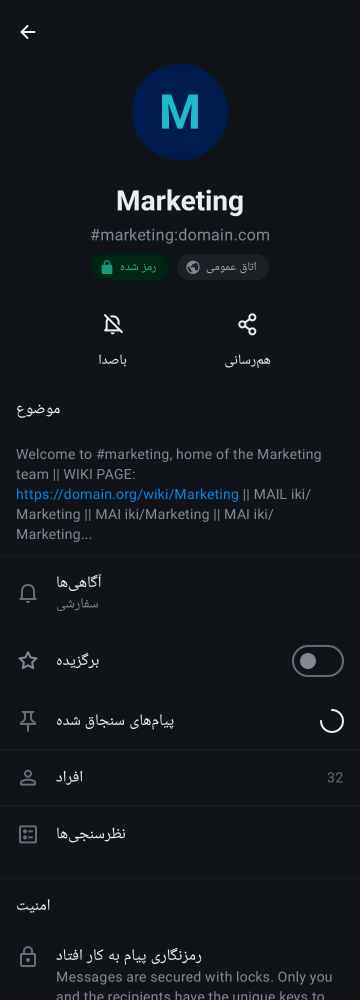 M
Marketing
#marketing:domain.com
رمز شده
اتاق عمومی
باصدا
هم‌رسانی
موضوع
Welcome to #marketing, home of the Marketing
team || WIKI PAGE:
https://domain.org/wiki/Marketing || MAIL iki/
Marketing || MAI iki/Marketing || MAI iki/
Marketing...
آگاهی‌ها
سفارشی
برگزیده
پیام‌های سنجاق شده
افراد
32
نظرسنجی‌ها
امنیت
رمزنگاری پیام به کار افتاد
Messages are secured with locks. Only you
and the recipients have the unique keys to